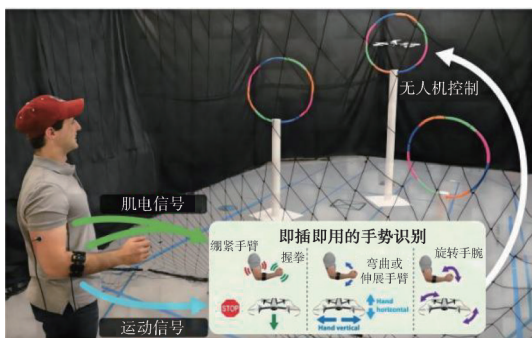 无人机控制
肌电信号
即插即用的手势识别
绷紧手臂
握拳
弯曲或
伸展手臂
旋转手腕
STOP
Hand
horizontal
Hand vertical
运动信号